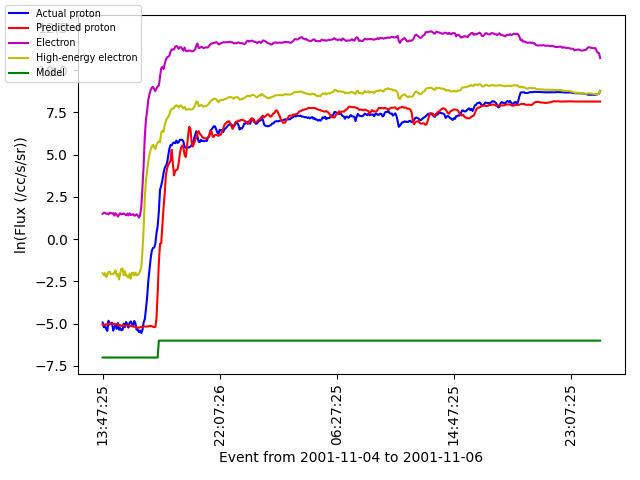 Actual proton
Predicted proton
Electron
High-energy electron
Model
7.5
5.0
2.5
0.0
−2.5
−5.0
−7.5
ln(Flux (/cc/s/sr))
13:47:25
22:07:26
06:27:25
14:47:25
23:07:25
Event from 2001-11-04 to 2001-11-06